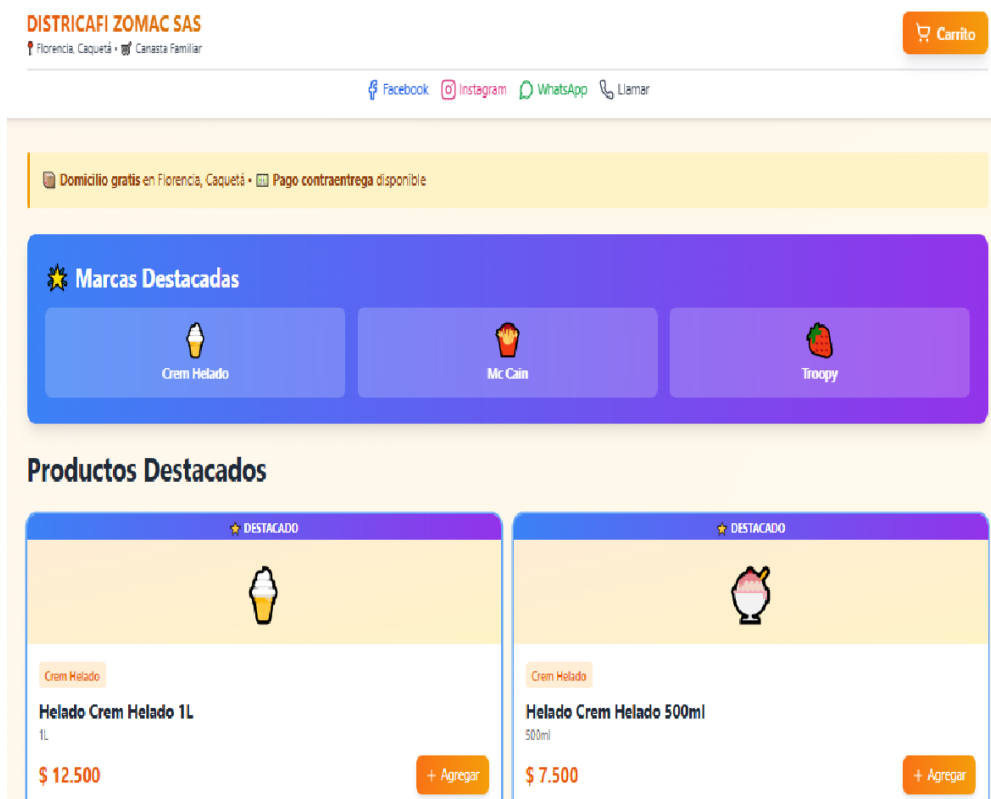 DISTRICAFI ZOMAC SAS
Florencia, Caquetá • Canasta Familiar
Carrito
Facebook Instagram WhatsApp Llamar
Domicilio gratis en Florencia, Caquetá • Pago contraentrega disponible
Marcas Destacadas
Crem Helado Mc Cain Troopy
Productos Destacados
DESTACADO DESTACADO
Crem Helado Crem Helado
Helado Crem Helado 1L Helado Crem Helado 500ml
1L 500ml
$ 12.500 + Agregar $ 7.500 + Agregar